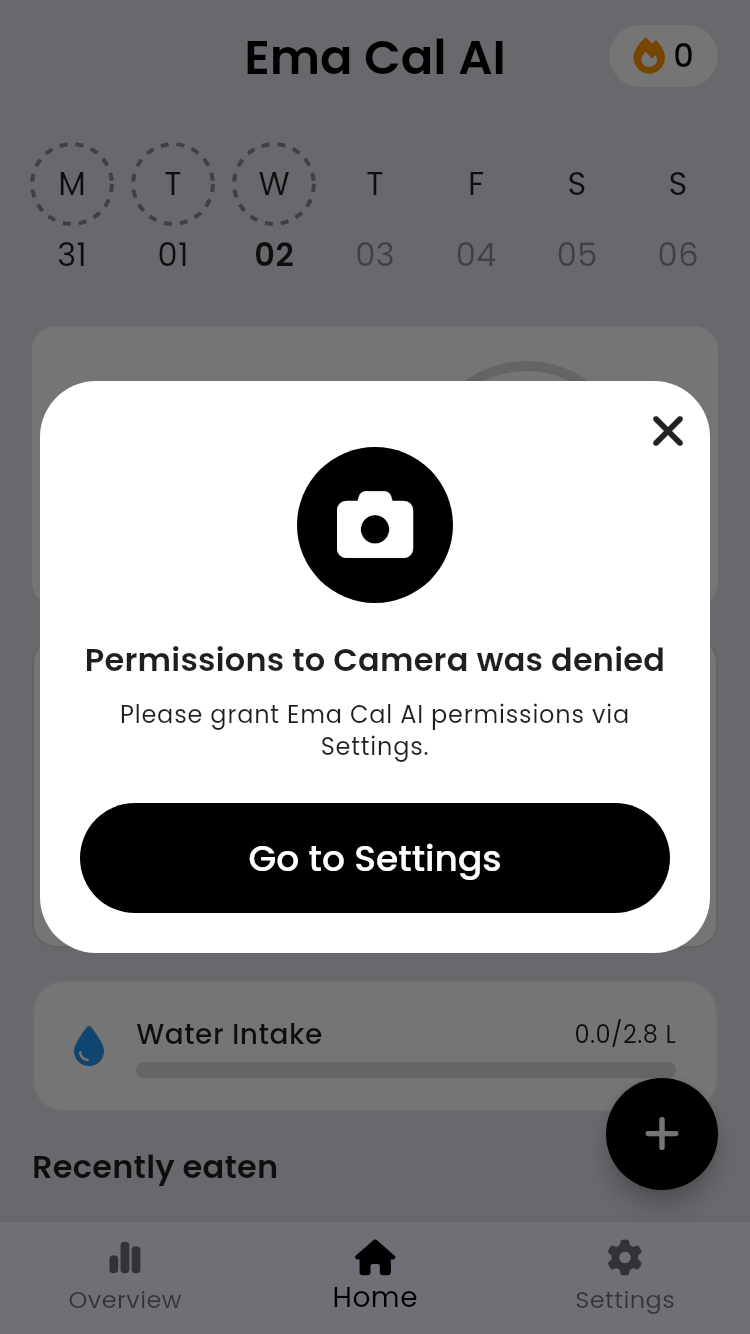 Ema Cal AI
0
M T W T F S S
31 01 02 03 04 05 06
Permissions to Camera was denied
Please grant Ema Cal AI permissions via
Settings.
Go to Settings
Water Intake 0.0/2.8 L
Recently eaten
Overview Home Settings